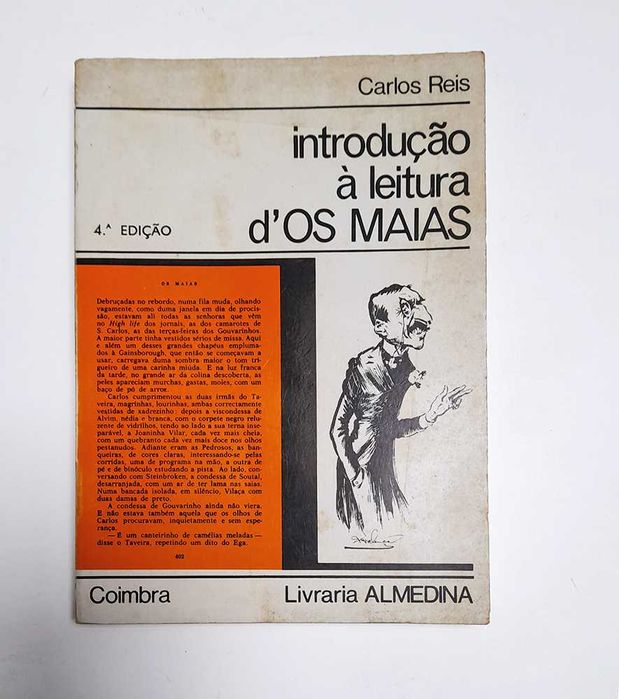 Carlos Reis
introdução
à leitura
d'OS MAIAS
4.ª EDIÇÃO
OS MAIAS
Debruçadas no rebordo, numa fila muda, olhando
vagamente, como duma janela em dia de procis-
são, estavam ali todas as senhoras que vêm
no High life dos jornais, as dos camarotes de
S. Carlos, as das terças-feiras dos Gouvarinhos.
A maior parte tinha vestidos sérios de missa. Aqui
e além um desses grandes chapéus empluma-
dos à Gainsborough, que então se começavam a
usar, carregava duma sombra maior o tom tri-
gueiro de uma carinha miúda. E na luz franca
da tarde, no grande ar da colina descoberta, as
peles apareciam murchas, gastas, moles, com um
baço de pó de arroz.
Carlos cumprimentou as duas irmãs do Ta-
veira, magrinhas, lourinhas, ambas correctamente
vestidas de xadrezinho: depois a viscondessa de
Alvim, nédia e branca, com o corpete negro relu-
zente de vidrilhos, tendo ao lado a sua terna inse-
parável, a Joaninha Vilar, cada vez mais cheia,
com um quebranto cada vez mais doce nos olhos
pestanudos. Adiante eram as Pedrosos, as ban-
queiras, de cores claras, interessando-se pelas
corridas, uma de programa na mão, a outra de
pé e de binóculo estudando a pista. Ao lado, con-
versando com Steinbroken, a condessa de Soutal,
desarranjada, com um ar de ter lama nas saias.
Numa bancada isolada, em silêncio, Vilaça com
duas damas de preto.
A condessa de Gouvarinho ainda não viera.
E não estava também aquela que os olhos de
Carlos procuravam, inquietamente e sem espe-
rança.
— É um canteirinho de camélias meladas —
disse o Taveira, repetindo um dito do Ega.
402
Coimbra
Livraria ALMEDINA